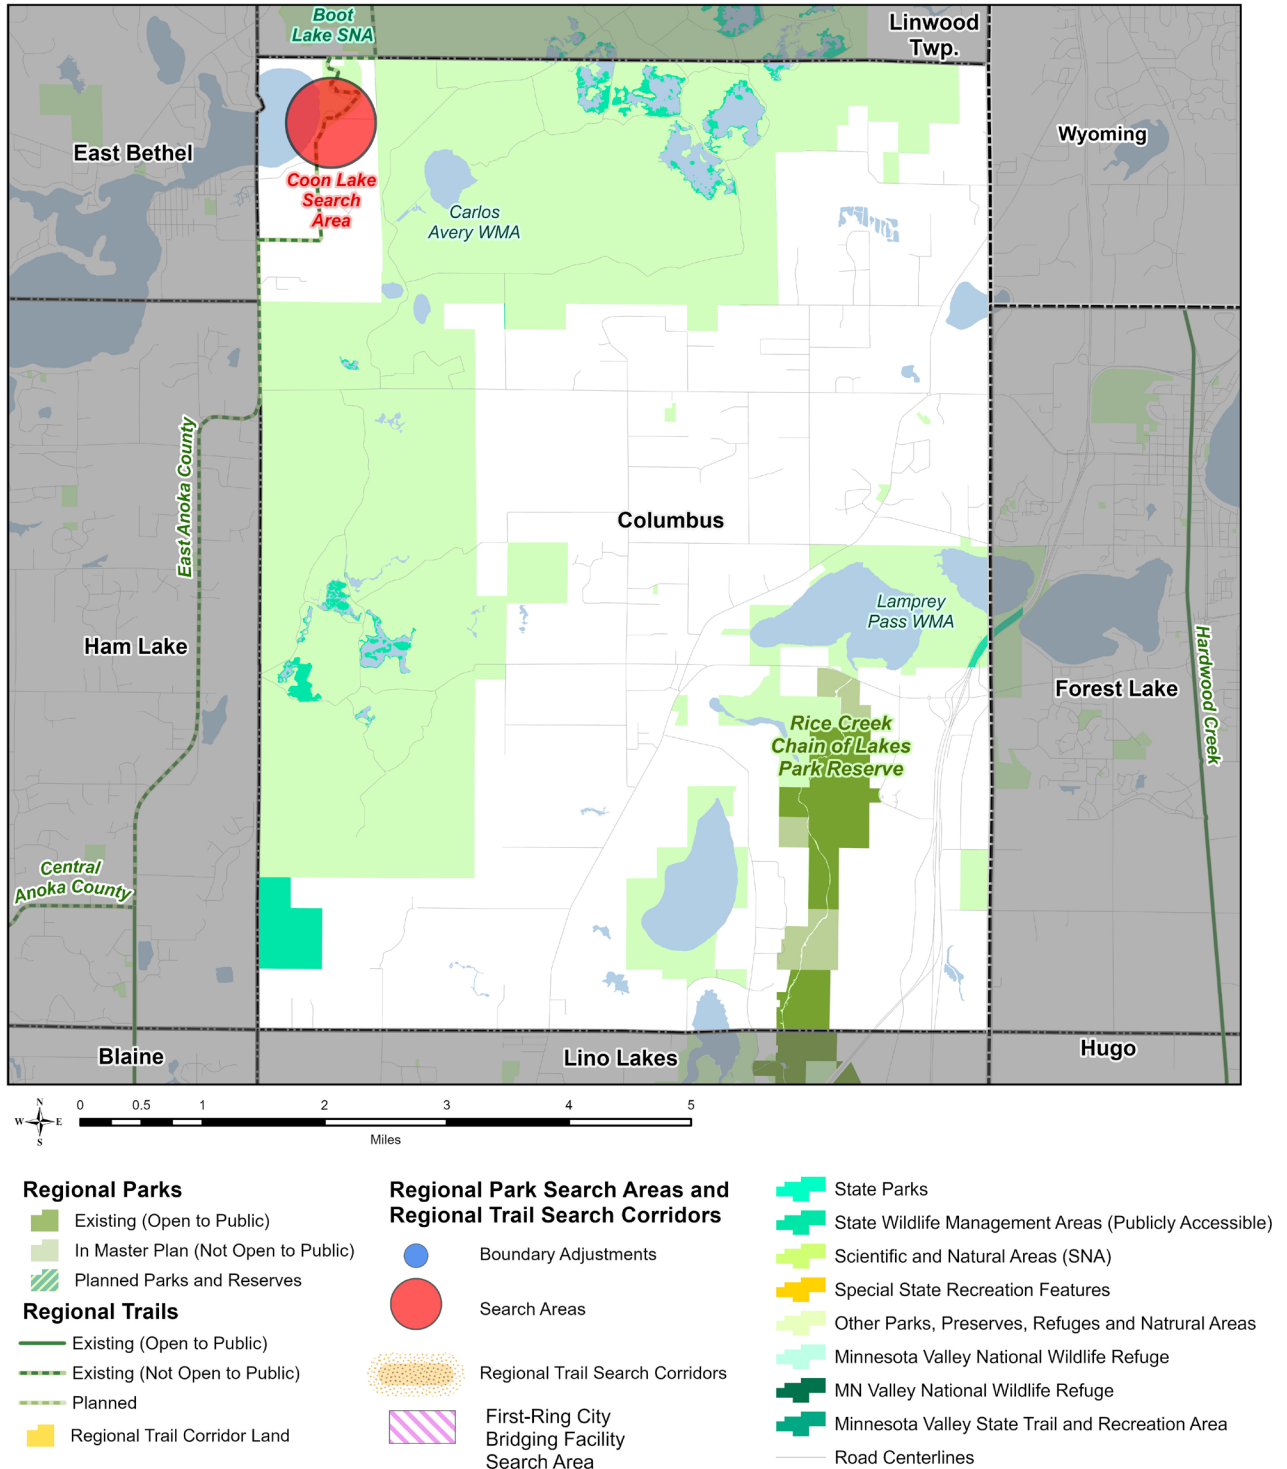 Boot
Lake SNA
Linwood
Twp.
East Bethel
Wyoming
Coon Lake
Search
Area
Carlos
Avery WMA
East Anoka County
Columbus
Lamprey
Pass WMA
Ham Lake
Forest Lake
Hardwood Creek
Rice Creek
Chain of Lakes
Park Reserve
Central
Anoka County
Blaine
Lino Lakes
Hugo
N
W E
S
0 0.5 1 2 3 4 5
Miles
Regional Parks
Existing (Open to Public)
In Master Plan (Not Open to Public)
Planned Parks and Reserves
Regional Trails
Existing (Open to Public)
Existing (Not Open to Public)
Planned
Regional Trail Corridor Land
Regional Park Search Areas and
Regional Trail Search Corridors
Boundary Adjustments
Search Areas
Regional Trail Search Corridors
First-Ring City
Bridging Facility
Search Area
State Parks
State Wildlife Management Areas (Publicly Accessible)
Scientific and Natural Areas (SNA)
Special State Recreation Features
Other Parks, Preserves, Refuges and Natrural Areas
Minnesota Valley National Wildlife Refuge
MN Valley National Wildlife Refuge
Minnesota Valley State Trail and Recreation Area
Road Centerlines